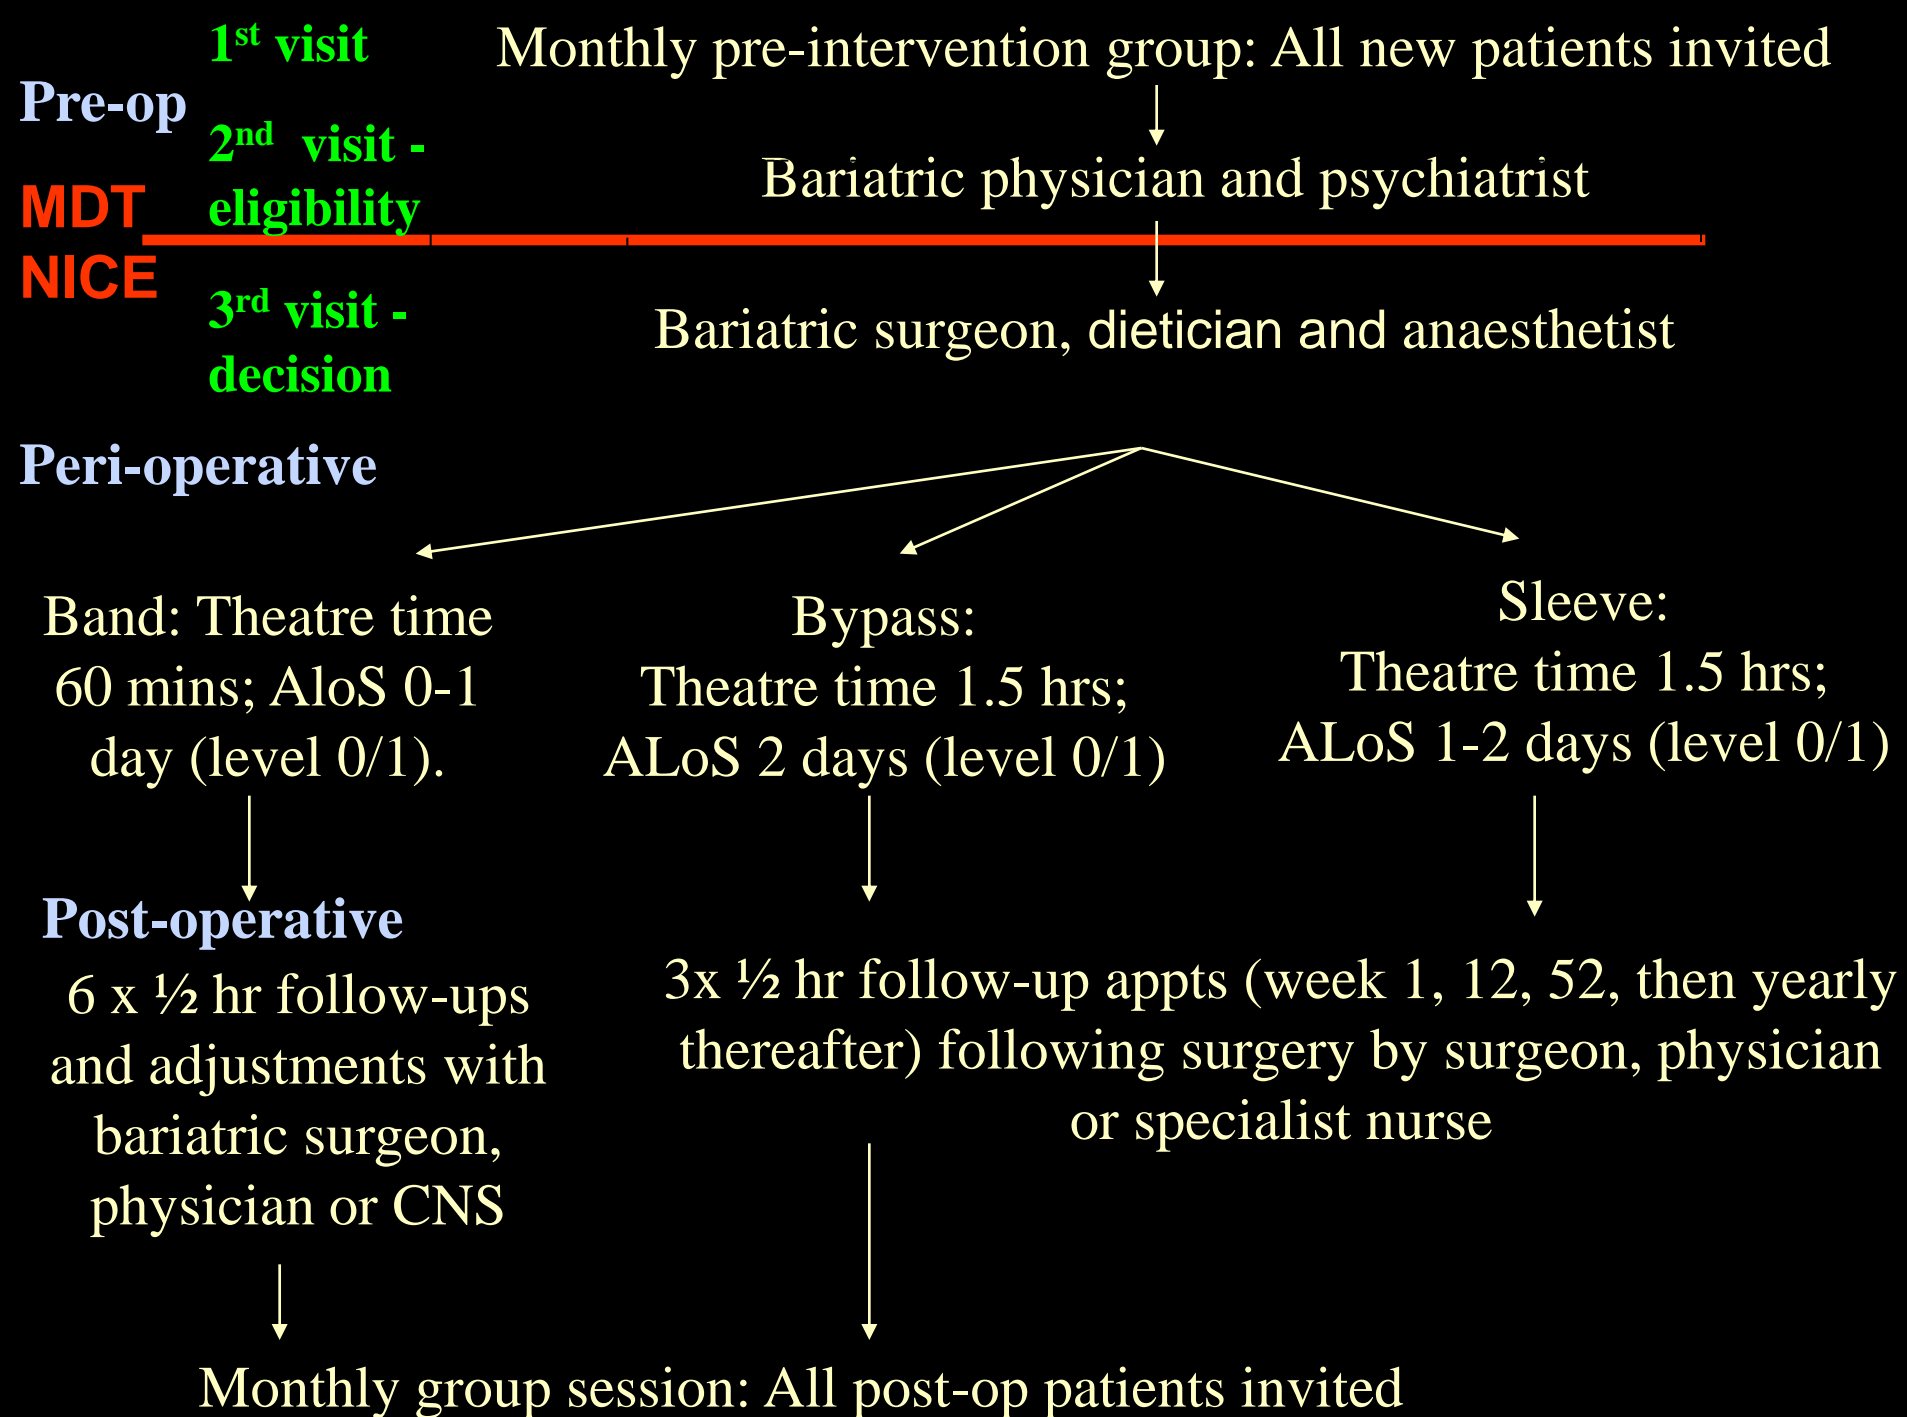 1st visit
Monthly pre-intervention group: All new patients invited
Pre-op
2nd visit -
eligibility
Bariatric physician and psychiatrist
MDT
NICE
3rd visit -
decision
Bariatric surgeon, dietician and anaesthetist
Peri-operative
Band: Theatre time
60 mins; AloS 0-1
day (level 0/1).
Bypass:
Theatre time 1.5 hrs;
ALoS 2 days (level 0/1)
Sleeve:
Theatre time 1.5 hrs;
ALoS 1-2 days (level 0/1)
Post-operative
6 x ½ hr follow-ups
and adjustments with
bariatric surgeon,
physician or CNS
3x ½ hr follow-up appts (week 1, 12, 52, then yearly
thereafter) following surgery by surgeon, physician
or specialist nurse
Monthly group session: All post-op patients invited